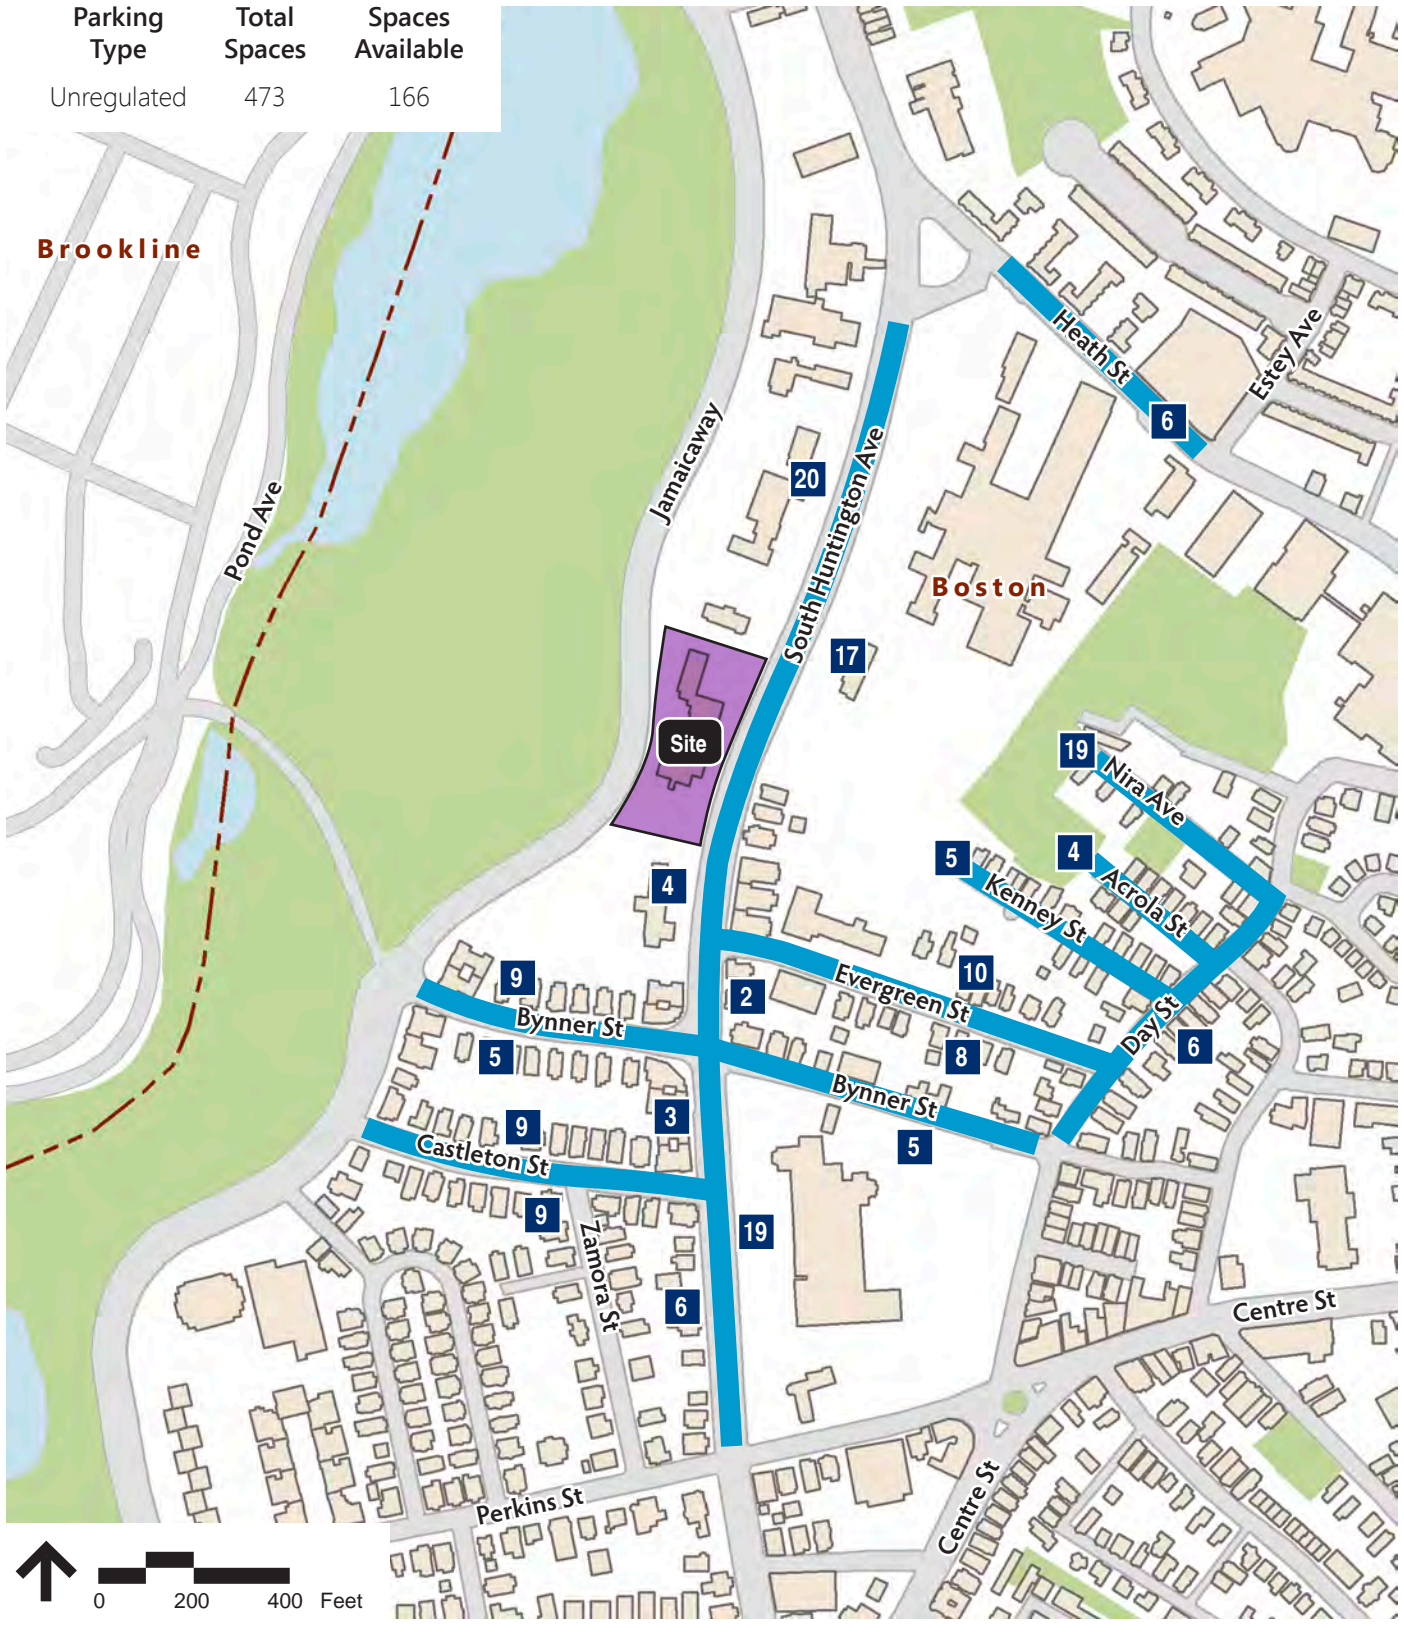 Parking Type
Total Spaces
Spaces Available
Unregulated 473 166
Brookline
Heath St
Estey Ave
6
Jamaicaway
South Huntington Ave
20
Pond Ave
Boston
17
Site
19
Nira Ave
4
Acrola St
5
Kenney St
4
9
Bynner St
5
2
10
Evergreen St
8
Day St
6
Bynner St
5
3
9
Castleton St
9
Zamora St
19
6
Centre St
Perkins St
Centre St
0 200 400 Feet